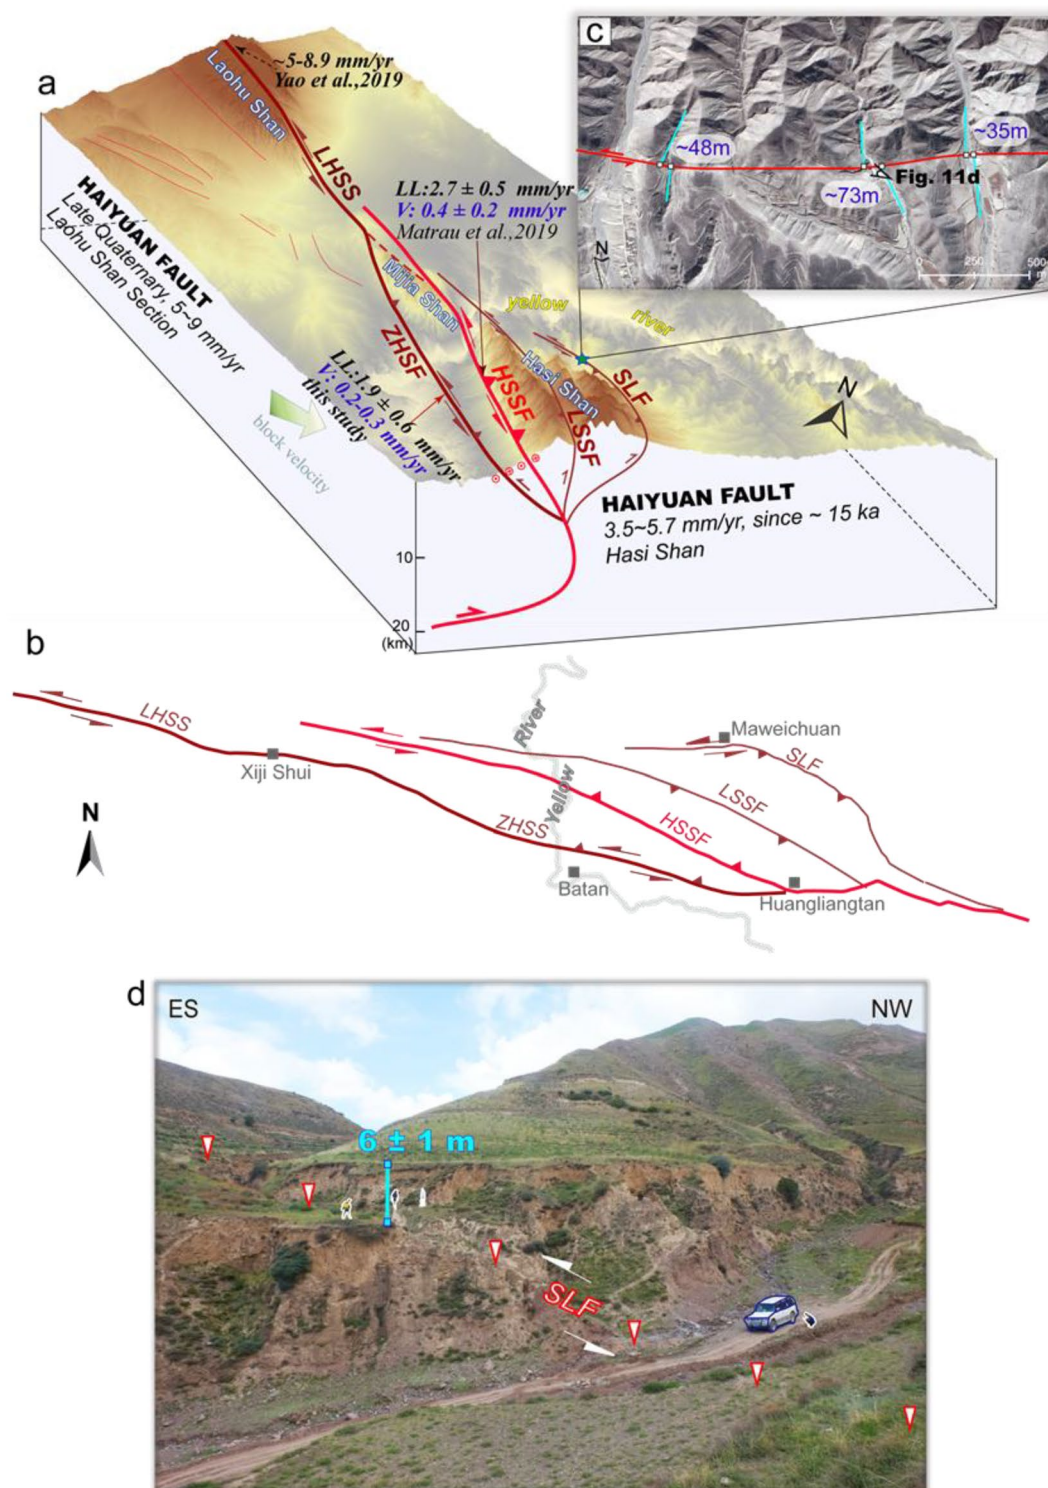 a
~5-8.9 mm/yr
Yao et al.,2019
Laohu Shan
LHSS
HAIYUAN FAULT
Late Quaternary, 5~9 mm/yr
Laohu Shan Section
LL:2.7 ± 0.5 mm/yr
V: 0.4 ± 0.2 mm/yr
Matrau et al.,2019
Mijia Shan
yellow river
ZHSF
HSSF
Hasi Shan
LSSF
SLF
LL:1.9 ± 0.6 mm/yr
V: 0.2-0.3 mm/yr
this study
block velocity
N
HAIYUAN FAULT
3.5~5.7 mm/yr, since ~ 15 ka
Hasi Shan
10
20
(km)
c
~48m
~73m
~35m
Fig. 11d
N
0 250 500
m
b
LHSS
Xiji Shui
River
Yellow
Maweichuan
SLF
LSSF
HSSF
ZHSS
N
Batan
Huangliangtan
d
ES
NW
6 ± 1 m
SLF